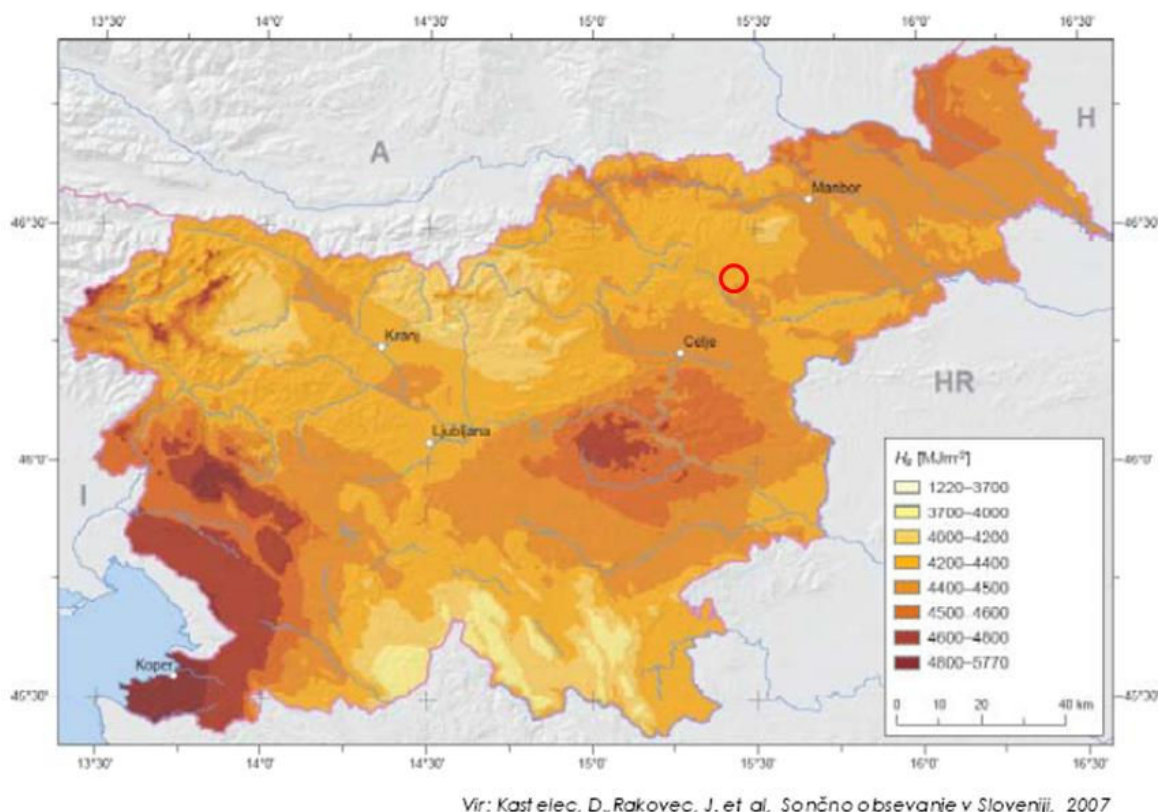 13°30' 14°0' 14°30' 15°0' 15°30' 16°0' 16°30'
A
H
Maribor
46°30' 46°30'
Kranj
Celje
HR
Ljubljana
46°0' 46°0'
I
H₀ [MJm²]
1220–3700
3700–4000
4000–4200
4200–4400
4400–4500
4500–4600
4600–4800
4800–5770
Koper
45°30' 45°30'
0 10 20 40 km
13°30' 14°0' 14°30' 15°0' 15°30' 16°0' 16°30'
Vir: Kastelec, D., Rakovec, J. et al. Sončno obsevanje v Sloveniji, 2007